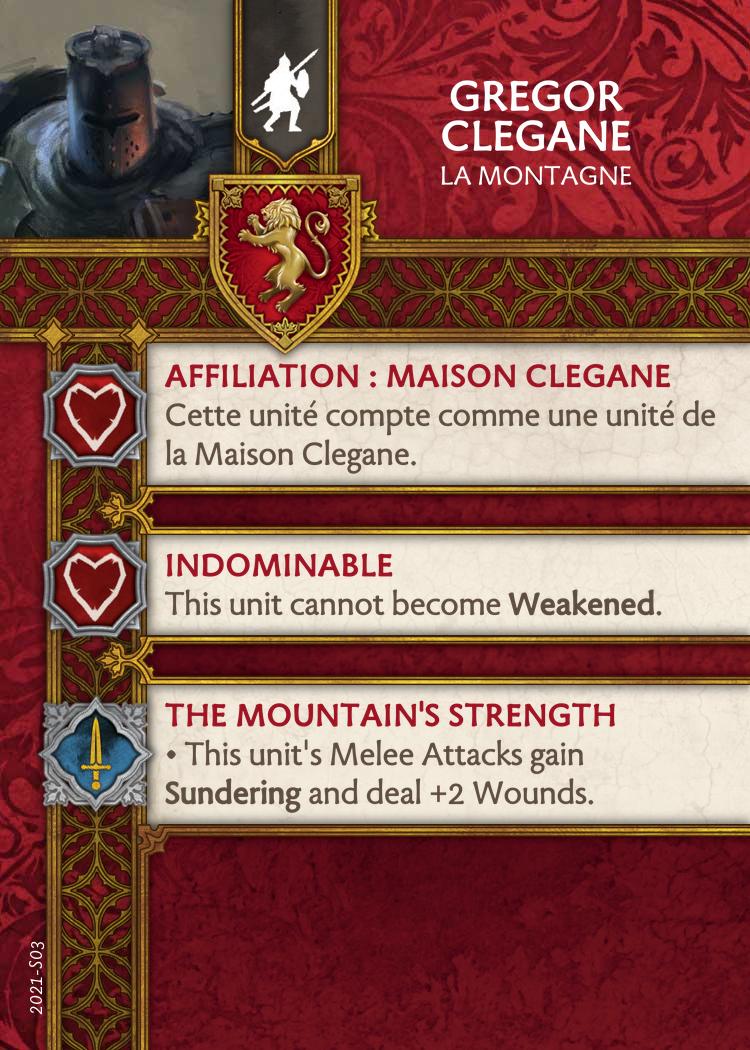 GREGOR
CLEGANE
LA MONTAGNE
AFFILIATION : MAISON CLEGANE
Cette unité compte comme une unité de
la Maison Clegane.
INDOMINABLE
This unit cannot become Weakened.
THE MOUNTAIN'S STRENGTH
• This unit's Melee Attacks gain
Sundering and deal +2 Wounds.
2021-S03